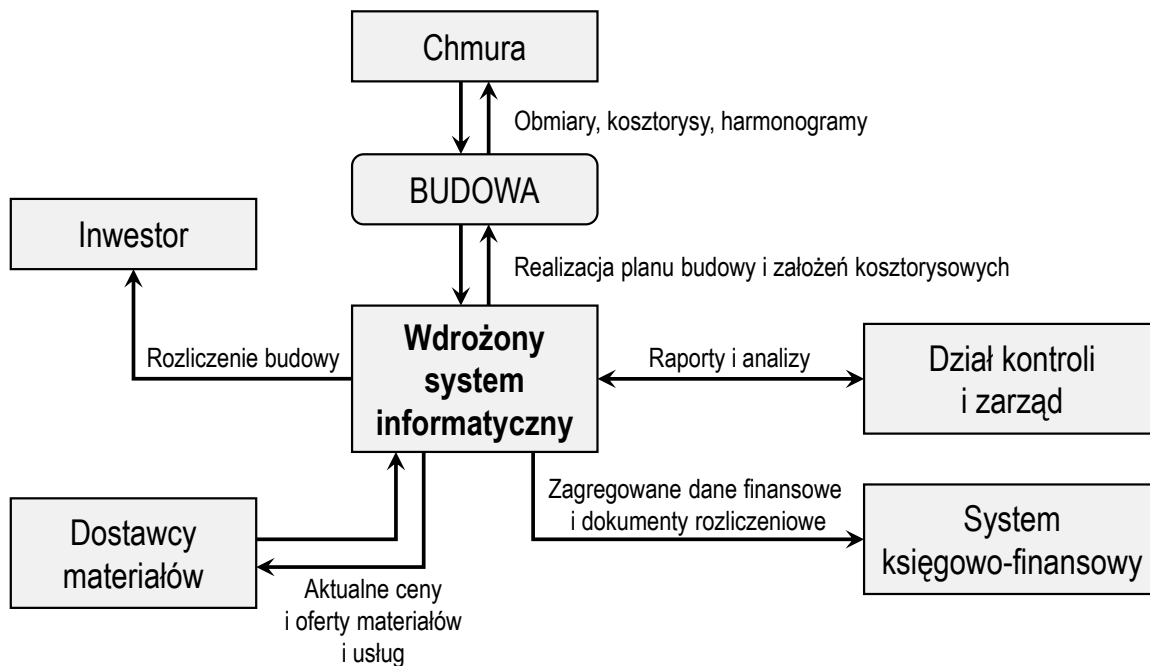 Chmura
Obmiary, kosztorysy, harmonogramy
BUDOWA
Inwestor
Realizacja planu budowy i założeń kosztorysowych
Rozliczenie budowy
Wdrożony
system
informatyczny
Raporty i analizy
Dział kontroli
i zarząd
Dostawcy
materiałów
Aktualne ceny
i oferty materiałów
i usług
Zagregowane dane finansowe
i dokumenty rozliczeniowe
System
księgowo-finansowy